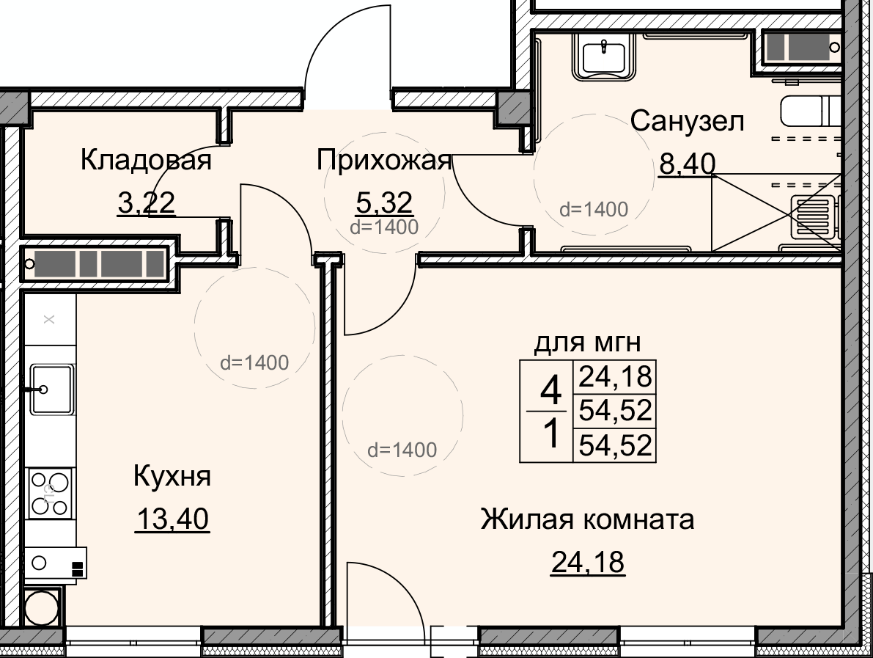 Санузел
8,40
d=1400
Кладовая
3,22
Прихожая
5,32
d=1400
X
d=1400
для мгн
4
1
24,18
54,52
54,52
d=1400
Кухня
13,40
Жилая комната
24,18